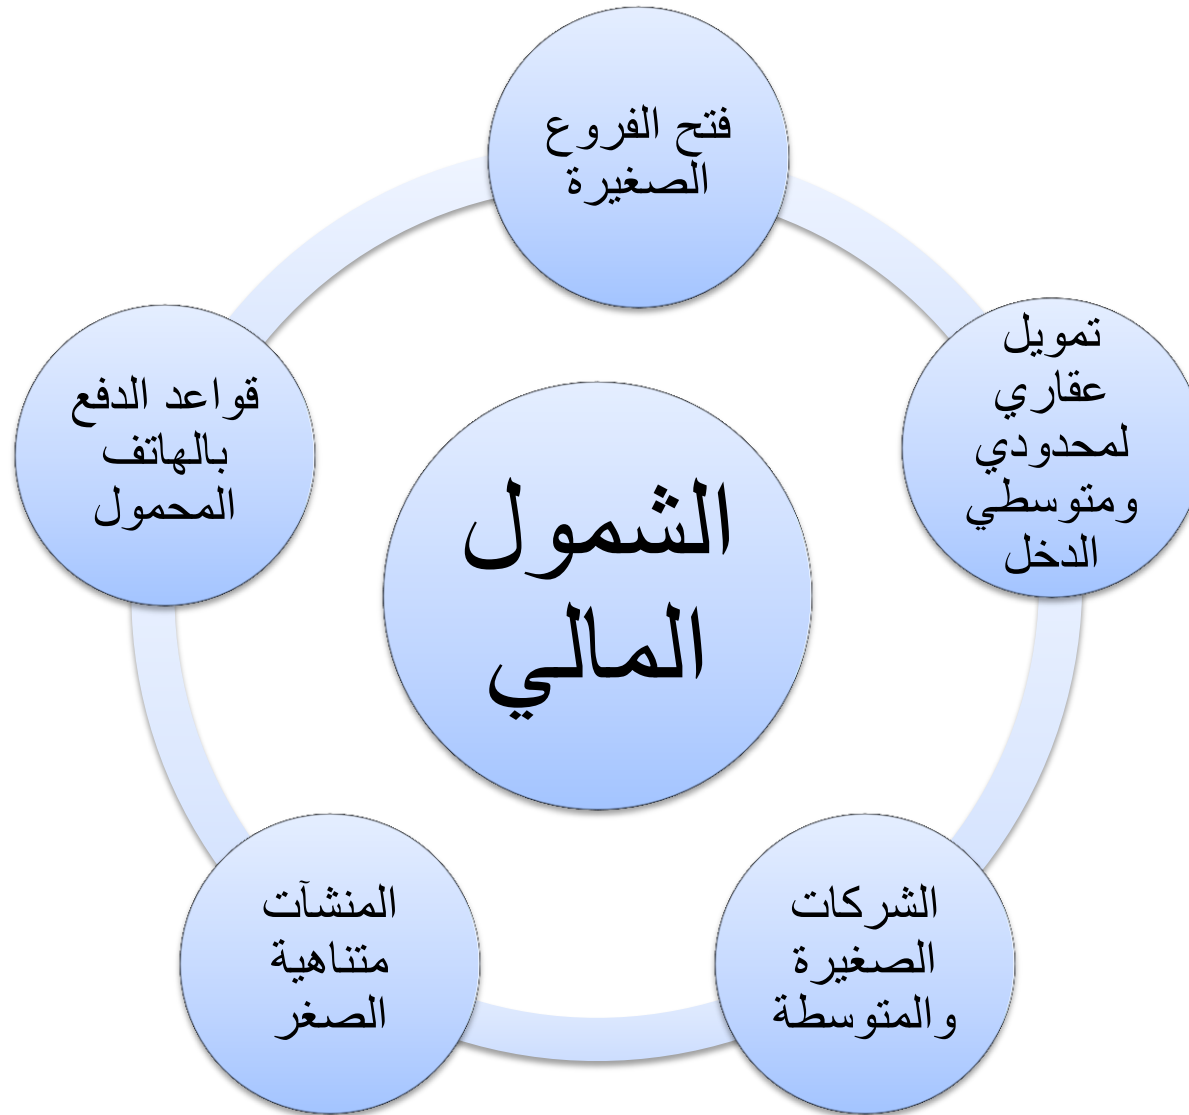 فتح الفروع
الصغيرة
تمويل
عقاري
لمحدودي
ومتوسطي
الدخل
قواعد الدفع
بالهاتف
المحمول
الشمول
المالي
الشركات
الصغيرة
والمتوسطة
المنشآت
متناهية
الصغر